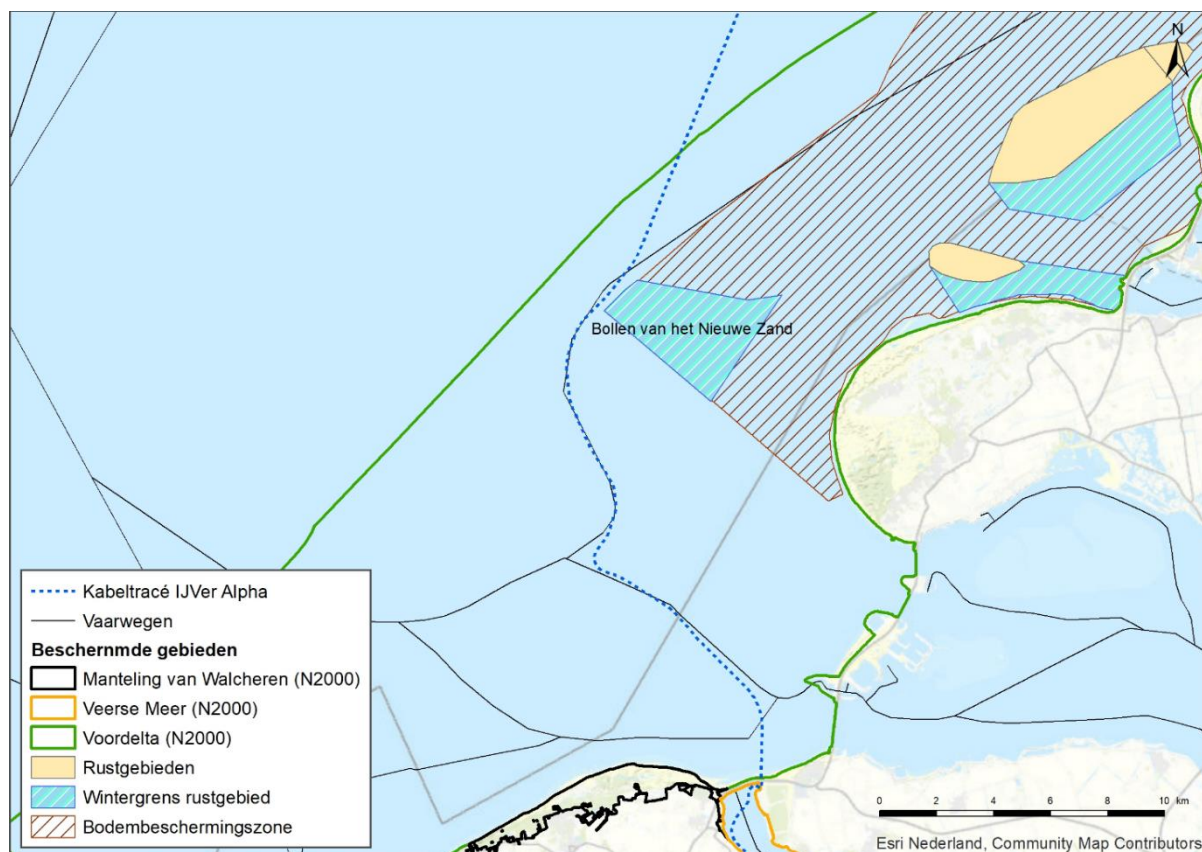 N
Bollen van het Nieuwe Zand
Kabeltracé IJVer Alpha
Vaarwegen
Beschernmde gebieden
Manteling van Walcheren (N2000)
Veerse Meer (N2000)
Voordelta (N2000)
Rustgebieden
Wintergrens rustgebied
Bodembeschermingszone
0 2 4 6 8 10 km
Esri Nederland, Community Map Contributors